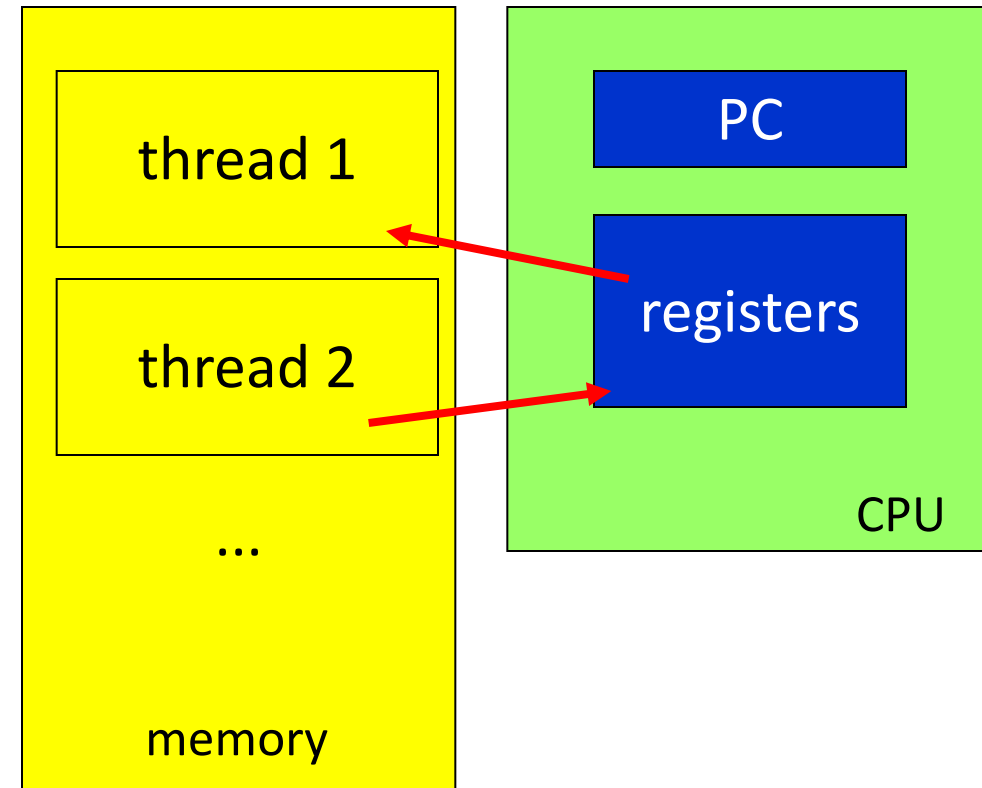 thread 1
thread 2
...
memory
PC
registers
CPU